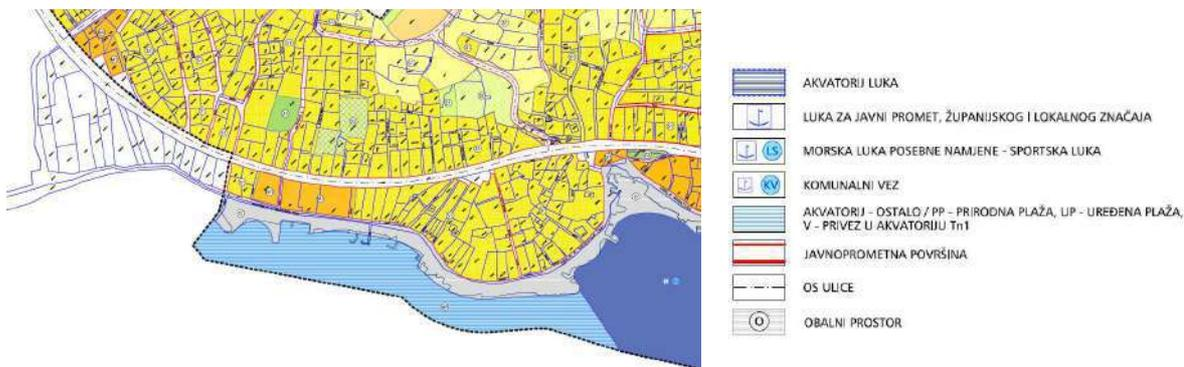 AKVATORIJ LUKA
LUKA ZA JAVNI PROMET, ŽUPANIJSKOG I LOKALNOG ZNAČAJA
LS
MORSKA LUKA POSEBNE NAMJENE - SPORTSKA LUKA
KV
KOMUNALNI VEZ
AKVATORIJ - OSTALO / PP - PRIRODNA PLAŽA, UP - UREĐENA PLAŽA,
V - PRIVEZ U AKVATORIJU Tn1
JAVNOPROMETNA POVRŠINA
OS ULICE
O
OBALNI PROSTOR